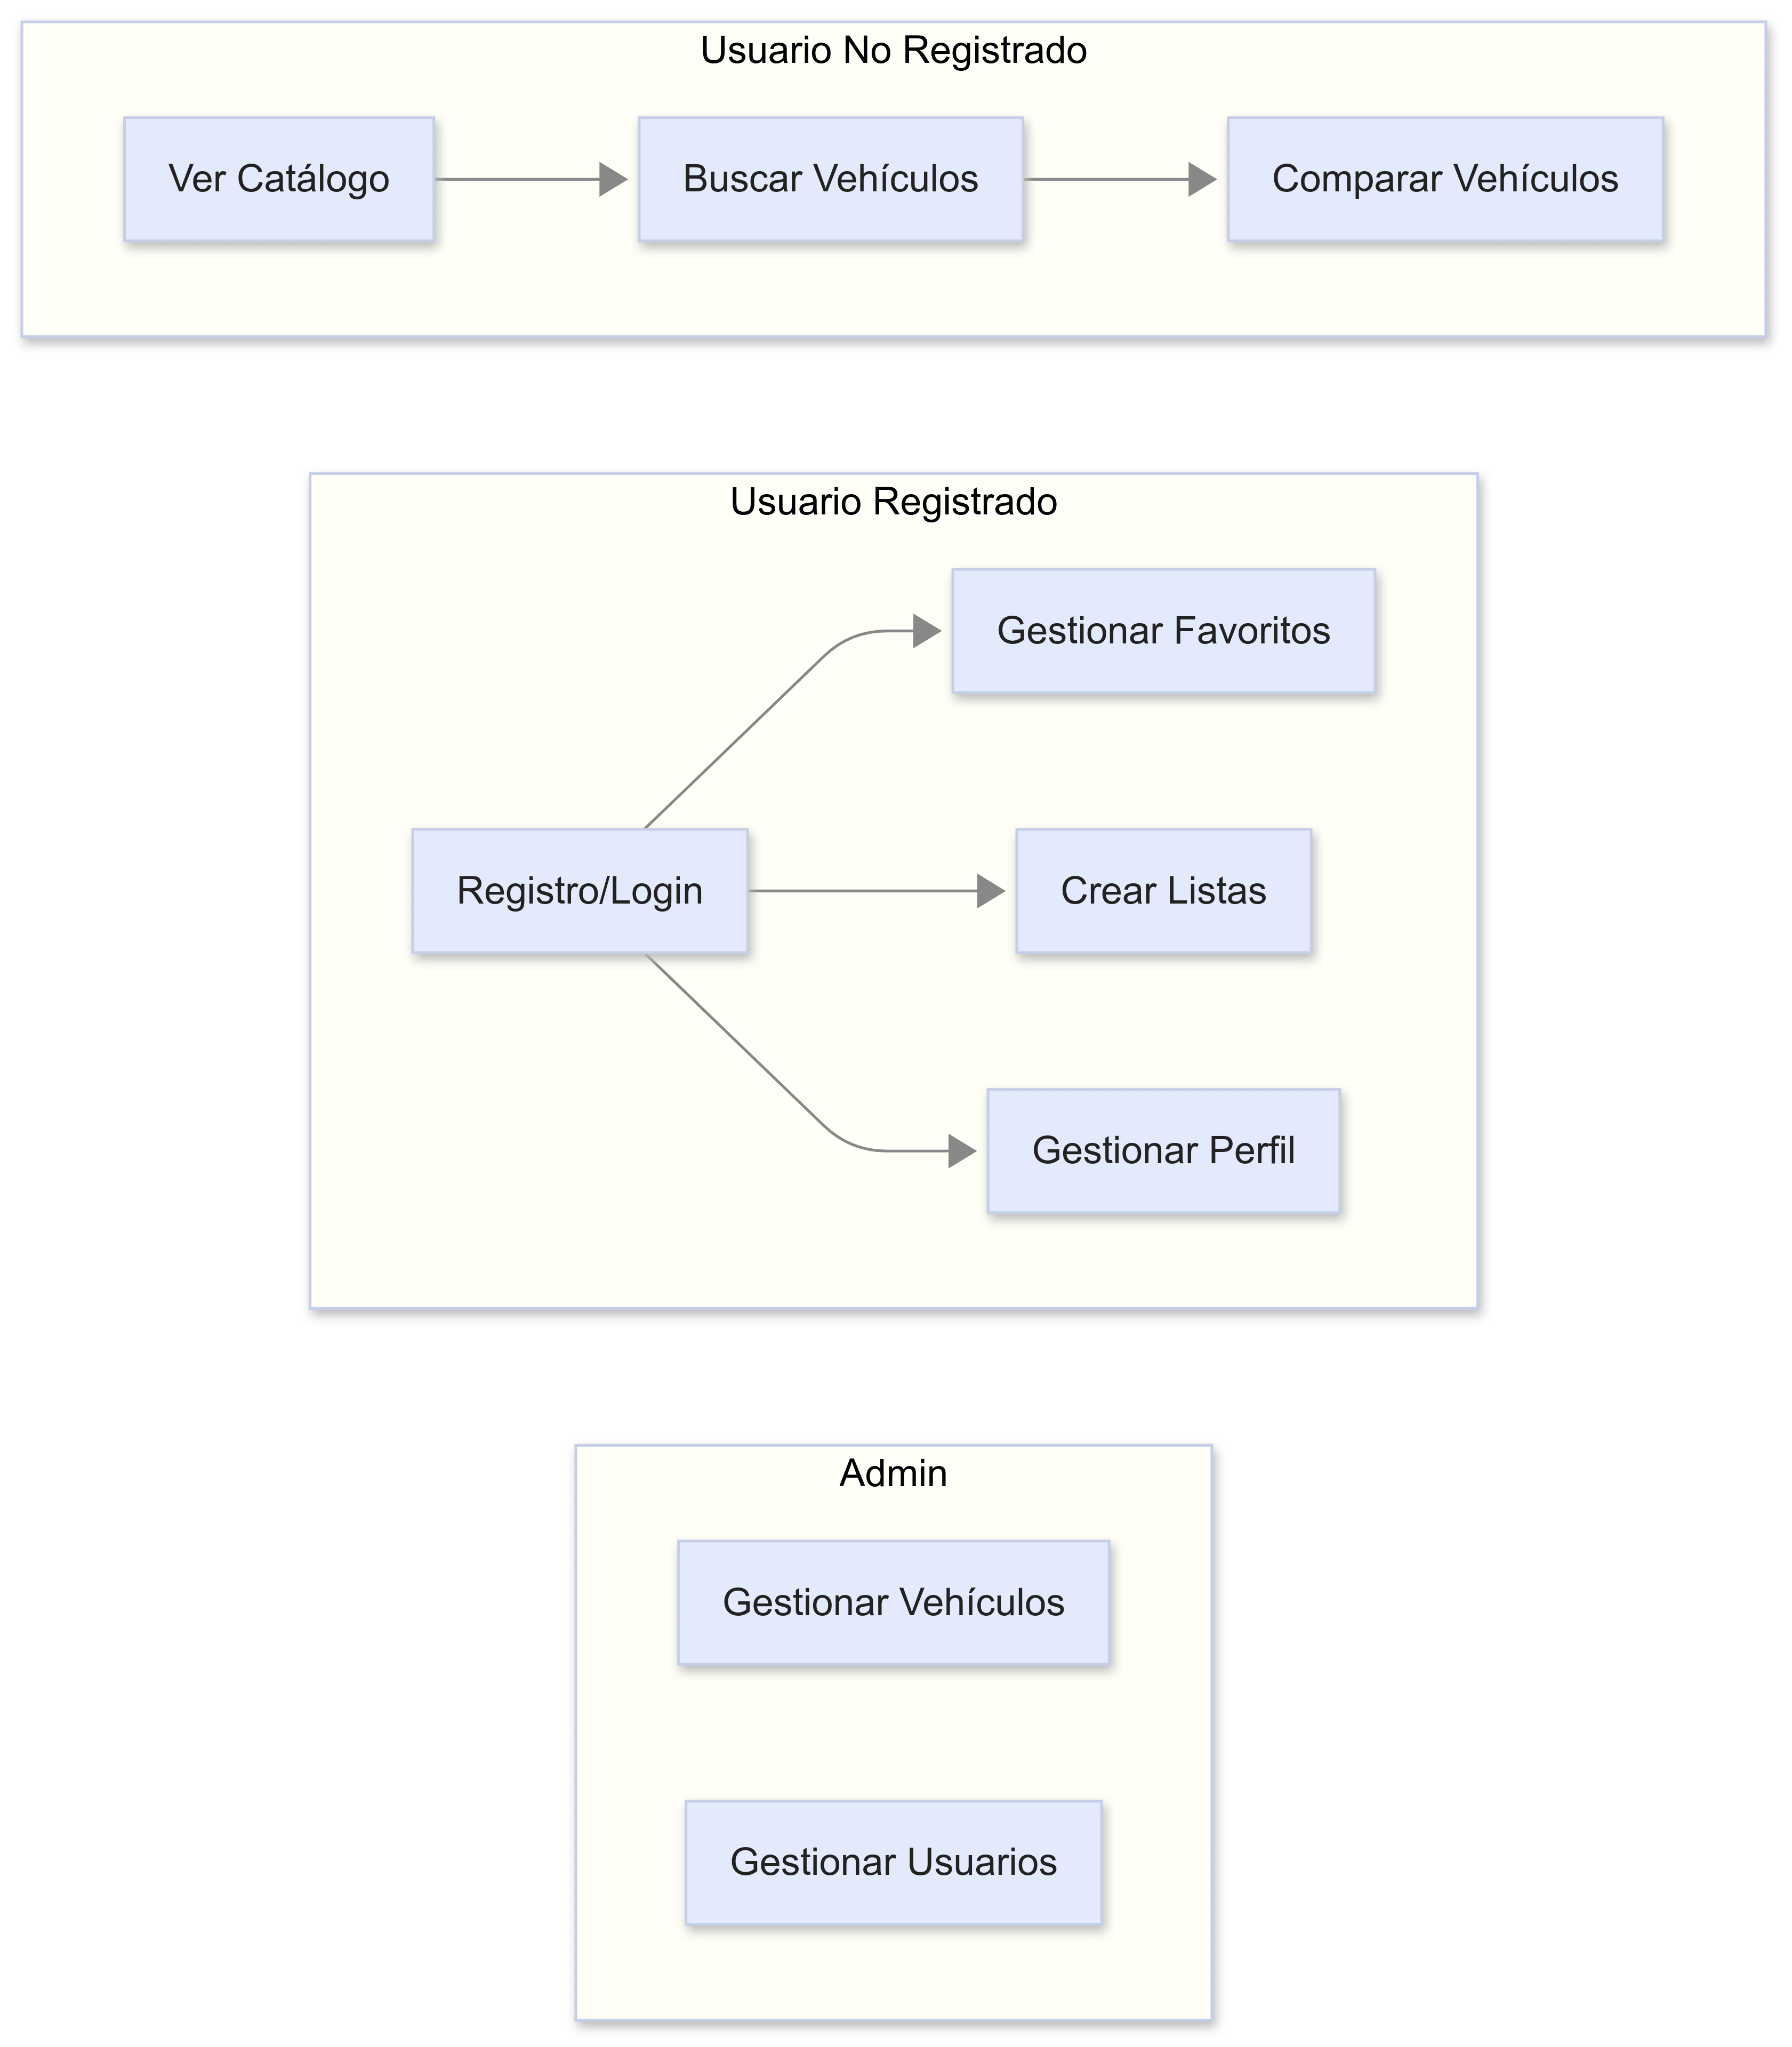 Usuario No Registrado
Ver Catálogo
Buscar Vehículos
Comparar Vehículos
Usuario Registrado
Gestionar Favoritos
Registro/Login
Crear Listas
Gestionar Perfil
Admin
Gestionar Vehículos
Gestionar Usuarios